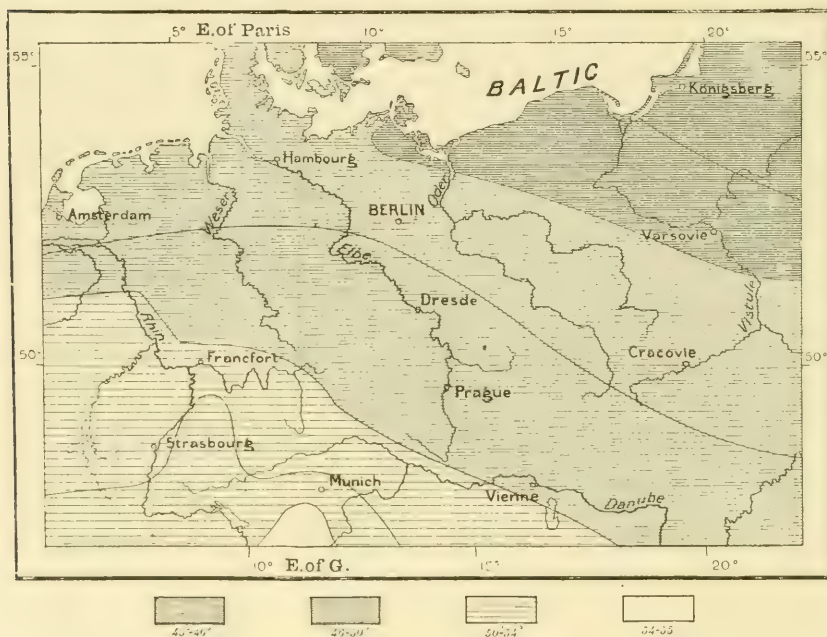 5° E. of Paris 10° 15° 20°
55° 55°
BALTIC
Königsberg
Hambourg
Amsterdam
Weser
BERLIN
Oder
Varsovie
Elbe
Dresde
Vistule
Rhin
50° 50°
Francfort
Cracovie
Prague
Strasbourg
Munich
Vienne
Danube
10° E. of G. 15° 20°